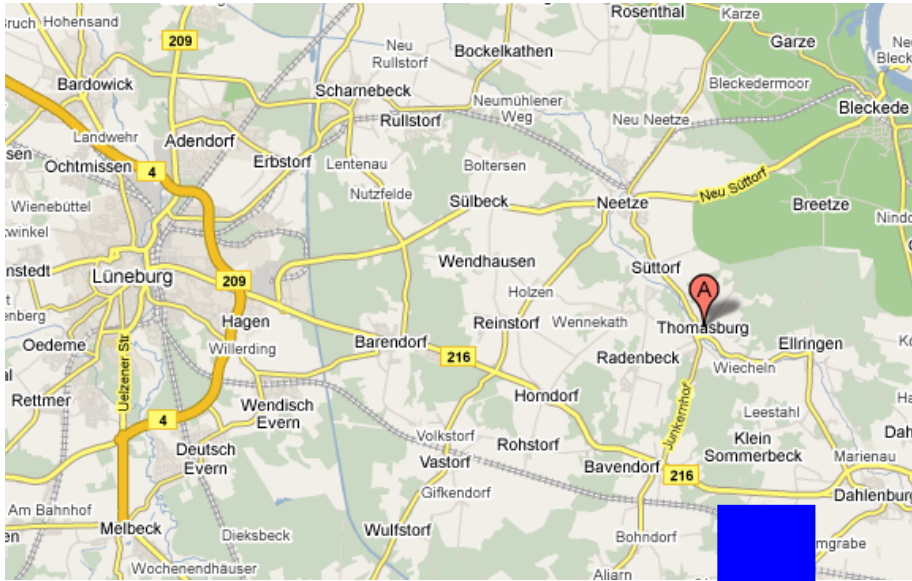 Bruch
Hohensand
Rosenthal
Karze
209
Neu
Rullstorf
Bockelkathen
Garze
Bardowick
Scharnebeck
Bleckedermoor
Landwehr
Adendorf
Rullstorf
Neumühlener
Weg
Neu Neetze
Bleckede
Ochtmissen
4
Erbstorf
Lentenau
Boltersen
Wienebüttel
Nutzfelde
Sülbeck
Neetze
Neu Süttorf
Breetze
Lüneburg
209
Wendhausen
Süttorf
A
Holzen
Hagen
Reinstorf
Wennekath
Thomasburg
Oedeme
Willerding
Barendorf
216
Radenbeck
Ellringen
Wiecheln
Uelzener Str
Rettmer
Horndorf
Junkernhof
Leestahl
4
Wendisch
Evern
Volkstorf
Rohstorf
Klein
Sommerbeck
Deutsch
Evern
Vastorf
Bavendorf
216
Marienau
Gifkendorf
Dahlenburg
Am Bahnhof
Melbeck
Dieksbeck
Wulfstorf
Bohndorf
Wochenendhäuser
Aljarn